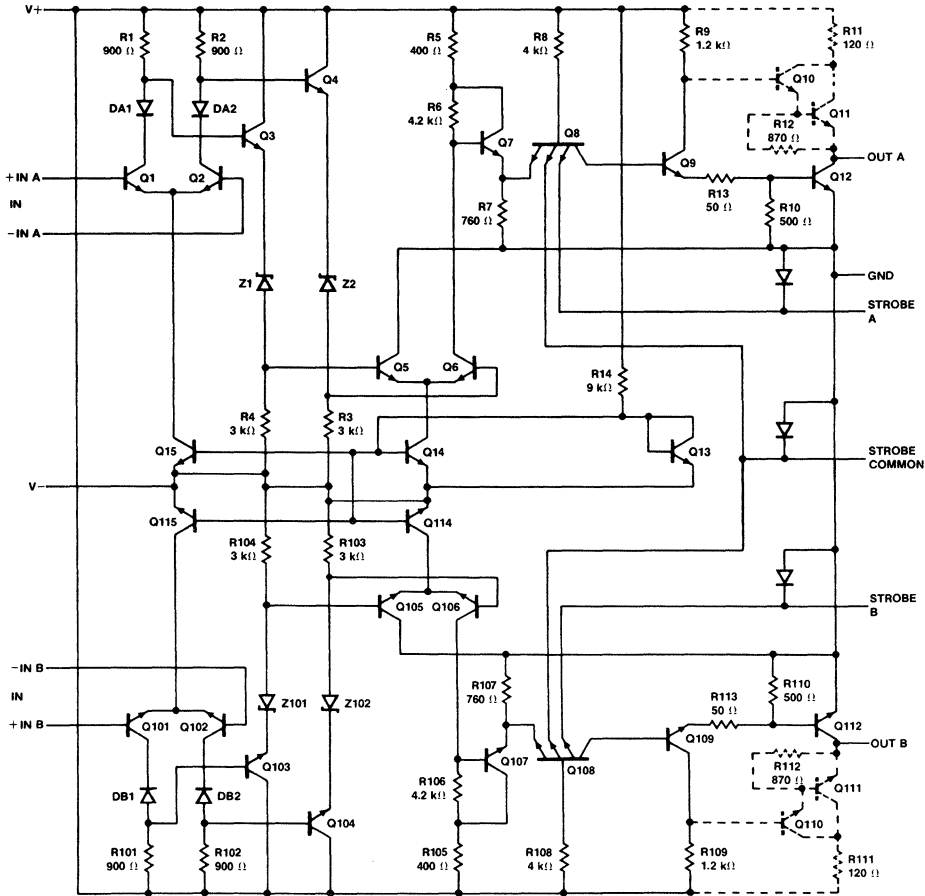 V+
R1
900 Ω
R2
900 Ω
R5
400 Ω
R8
4 kΩ
R9
1.2 kΩ
R11
120 Ω
Q4
Q10
DA1
DA2
R6
4.2 kΩ
Q3
Q7
Q8
Q11
R12
870 Ω
Q9
OUT A
+IN A
Q1
Q2
Q12
R13
50 Ω
IN
R7
760 Ω
R10
500 Ω
−IN A
Z1
Z2
GND
STROBE
A
Q5
Q6
R14
9 kΩ
R4
3 kΩ
R3
3 kΩ
Q15
Q14
Q13
STROBE
COMMON
V−
Q115
Q114
R104
3 kΩ
R103
3 kΩ
Q105
Q106
STROBE
B
−IN B
R107
760 Ω
R110
500 Ω
IN
Z101
Z102
R113
50 Ω
+IN B
Q101
Q102
Q112
Q109
OUT B
Q103
Q107
Q108
R112
870 Ω
R106
4.2 kΩ
Q111
DB1
DB2
Q104
Q110
R101
900 Ω
R102
900 Ω
R105
400 Ω
R108
4 kΩ
R109
1.2 kΩ
R111
120 Ω